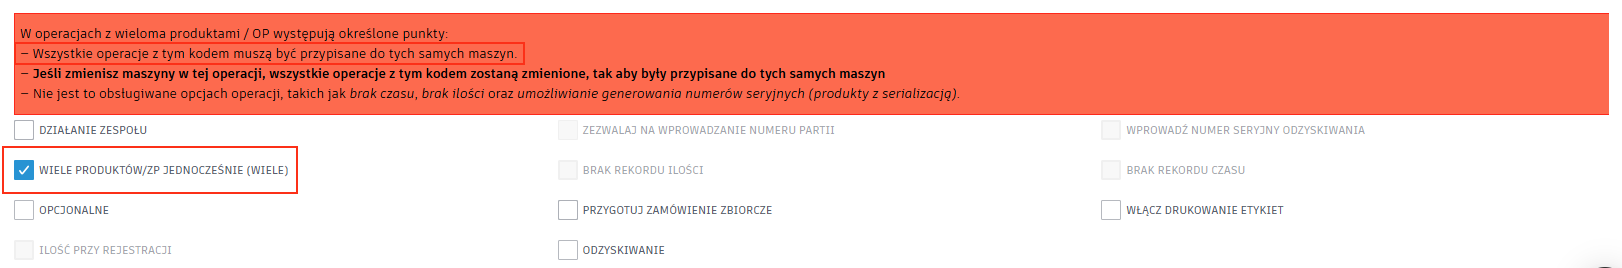 W operacjach z wieloma produktami / OP występują określone punkty:
– Wszystkie operacje z tym kodem muszą być przypisane do tych samych maszyn.
– Jeśli zmienisz maszyny w tej operacji, wszystkie operacje z tym kodem zostaną zmienione, tak aby były przypisane do tych samych maszyn
– Nie jest to obsługiwane opcjach operacji, takich jak brak czasu, brak ilości oraz umożliwianie generowania numerów seryjnych (produkty z serializacją).
DZIAŁANIE ZESPOŁU ZEZWALAJ NA WPROWADZANIE NUMERU PARTII WPROWADŹ NUMER SERYJNY ODZYSKIWANIA
WIELE PRODUKTÓW/ZP JEDNOCZEŚNIE (WIELE) BRAK REKORDU ILOŚCI BRAK REKORDU CZASU
OPCJONALNE PRZYGOTUJ ZAMÓWIENIE ZBIORCZE WŁĄCZ DRUKOWANIE ETYKIET
ILOŚĆ PRZY REJESTRACJI ODZYSKIWANIE